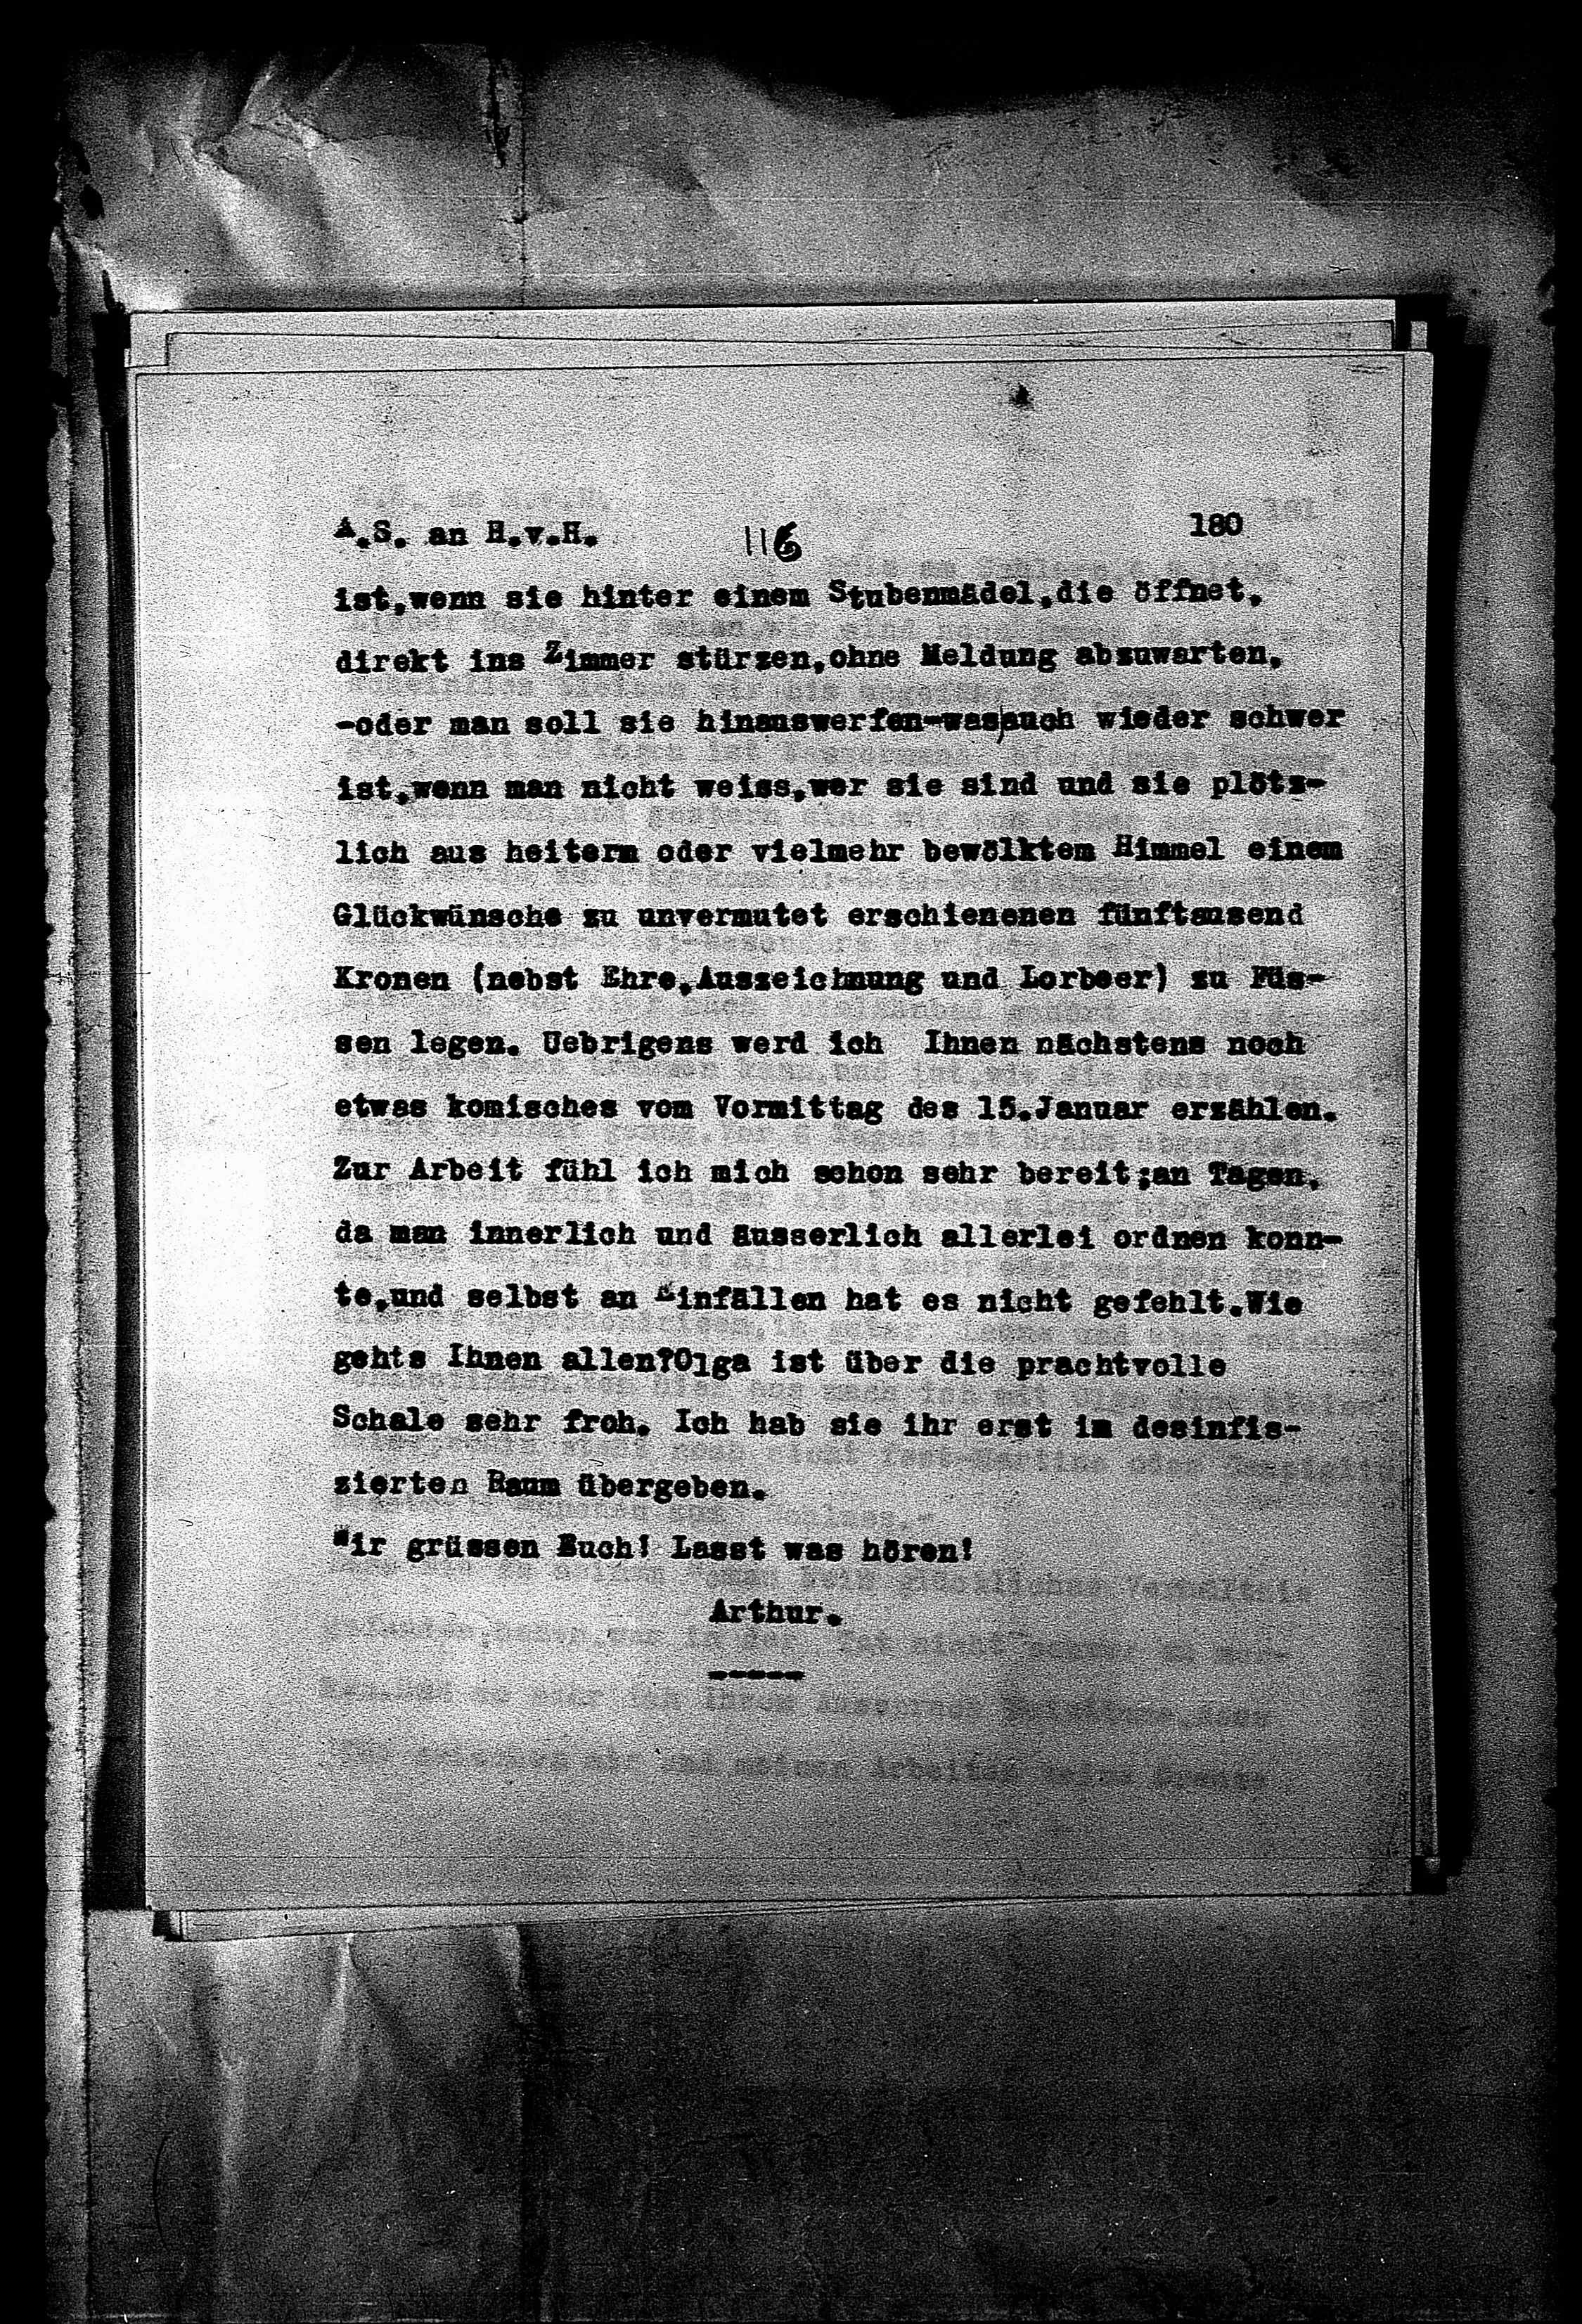 A.S. an H.v.H. 116 180
ist,wenn sie hinter einem Stubenmädel,die öffnet,
direkt ins Zimmer stürzen,ohne Meldung abzuwarten,
-oder man soll sie hinauswerfen-was auch wieder schwer
ist,wenn man nicht weiss,wer sie sind und sie plötz-
lich aus heiterm oder vielmehr bewölktem Himmel einem
Glückwünsche zu unvermutet erschienenen fünftausend
Kronen (nebst Ehre,Auszeichnung und Lorbeer) zu Füs-
sen legen. Uebrigens werd ich Ihnen nächstens noch
etwas komisches vom Vormittag des 15.Januar erzählen.
Zur Arbeit fühl ich mich schon sehr bereit;an Tagen,
da man innerlich und äusserlich allerlei ordnen konn-
te,und selbst an Einfällen hat es nicht gefehlt.Wie
gehts Ihnen allen?Olga ist über die prachtvolle
Schale sehr froh. Ich hab sie ihr erst im desinfis-
zierten Raum übergeben.
Wir grüssen Euch! Lasst was hören!
Arthur.
-----